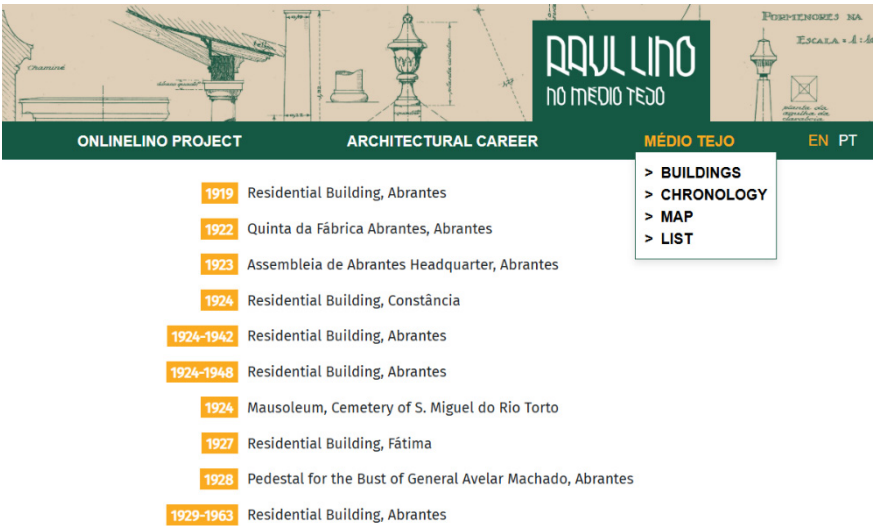 PORMENORES NA
ESCALA = 1:10
Chaminé
RAUL LINO
NO MEDIO TEJO
ONLINELINO PROJECT
ARCHITECTURAL CAREER
MÉDIO TEJO
EN PT
> BUILDINGS
> CHRONOLOGY
> MAP
> LIST
1919 Residential Building, Abrantes
1922 Quinta da Fábrica Abrantes, Abrantes
1923 Assembleia de Abrantes Headquarter, Abrantes
1924 Residential Building, Constância
1924-1942 Residential Building, Abrantes
1924-1948 Residential Building, Abrantes
1924 Mausoleum, Cemetery of S. Miguel do Rio Torto
1927 Residential Building, Fátima
1928 Pedestal for the Bust of General Avelar Machado, Abrantes
1929-1963 Residential Building, Abrantes